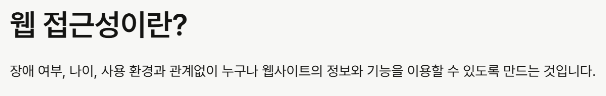 웹 접근성이란?
장애 여부, 나이, 사용 환경과 관계없이 누구나 웹사이트의 정보와 기능을 이용할 수 있도록 만드는 것입니다.